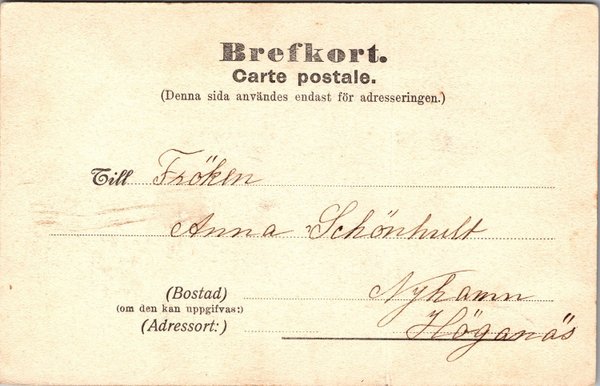 Brefkort.
Carte postale.
(Denna sida användes endast för adresseringen.)
Till Fröken
Anna Schönhult
(Bostad) Nyhamn
(om den kan uppgifvas:)
(Adressort:) Höganäs